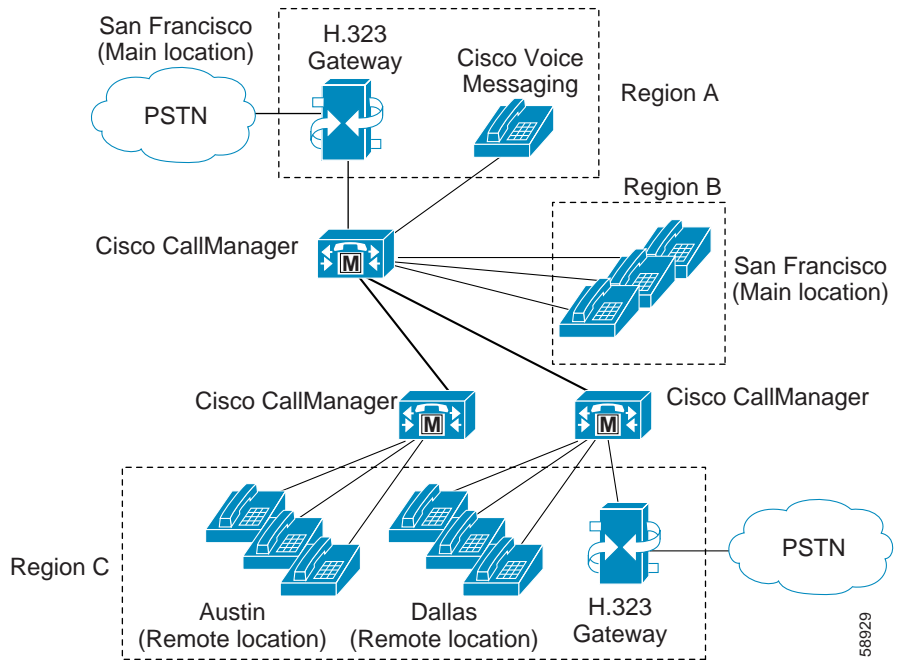 San Francisco
(Main location)
H.323
Gateway
Cisco Voice
Messaging
Region A
PSTN
Region B
Cisco CallManager
M
San Francisco
(Main location)
Cisco CallManager
M
Cisco CallManager
M
Region C
Austin
(Remote location)
Dallas
(Remote location)
H.323
Gateway
PSTN
58929